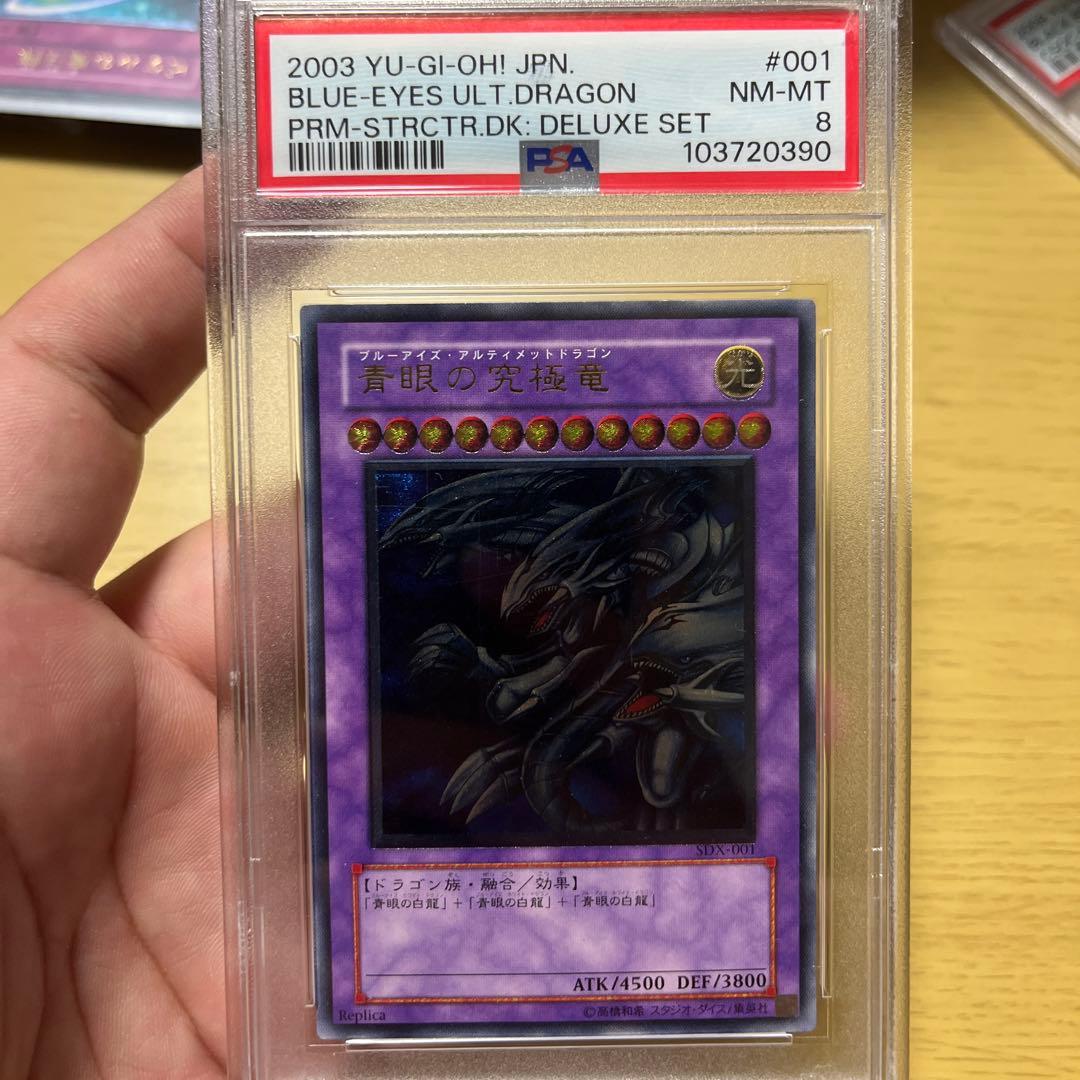 2003 YU-GI-OH! JPN. #001
BLUE-EYES ULT.DRAGON NM-MT
PRM-STRCTR.DK: DELUXE SET 8
PSA 103720390
ブルーアイズ・アルティメットドラゴン
青眼の究極竜
光
SDX-001
【ドラゴン族・融合／効果】
「青眼の白龍」+「青眼の白龍」+「青眼の白龍」
ATK/4500 DEF/3800
Replica ©高橋和希 スタジオ・ダイス/集英社